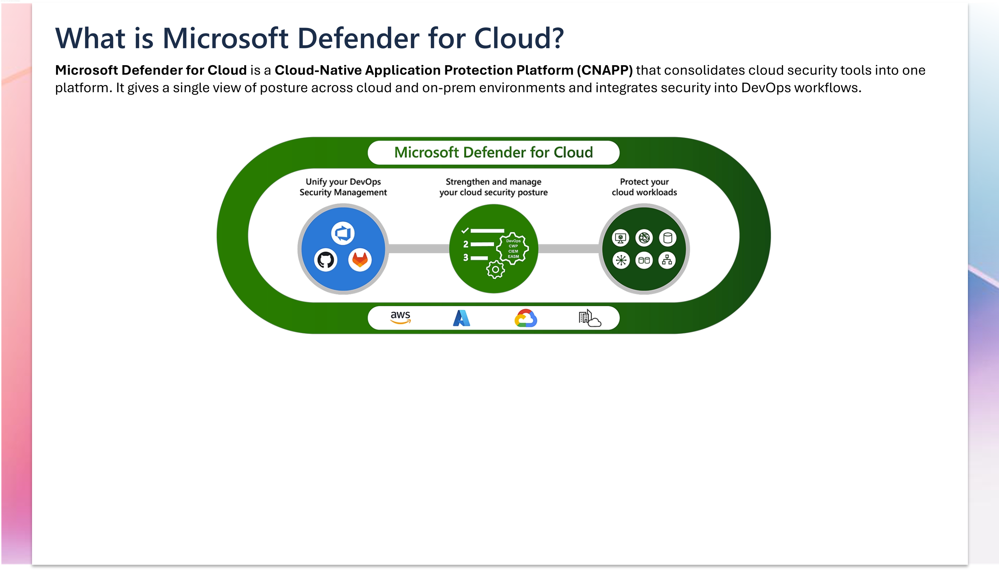 What is Microsoft Defender for Cloud?
Microsoft Defender for Cloud is a Cloud-Native Application Protection Platform (CNAPP) that consolidates cloud security tools into one
platform. It gives a single view of posture across cloud and on-prem environments and integrates security into DevOps workflows.
Microsoft Defender for Cloud
Unify your DevOps
Security Management
Strengthen and manage
your cloud security posture
Protect your
cloud workloads
2
3
DevOps
CWP
CIEM
EASM
aws